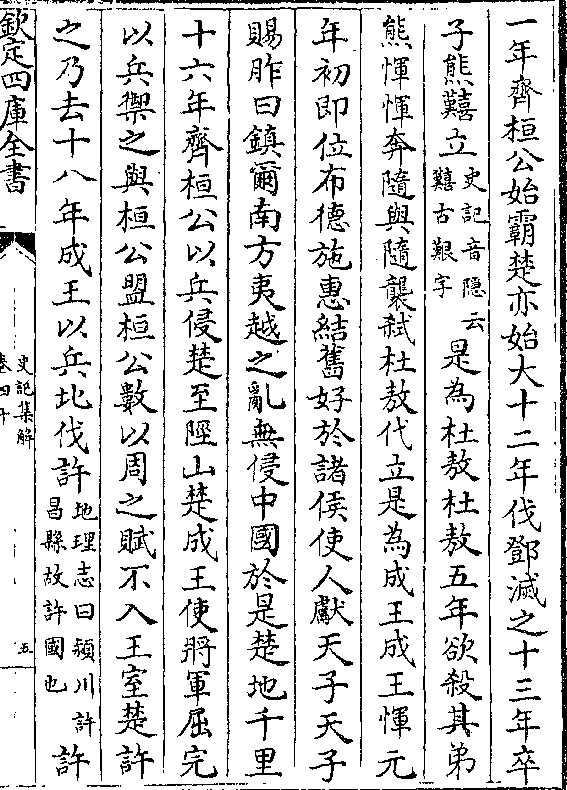 一年齊桓公始霸楚亦始大十二年伐鄧滅之十三年卒
子熊囏立史記音隱云囏古艱字是為杜敖杜敖五年欲殺其弟
熊惲惲奔隨與隨襲弒杜敖代立是為成王成王惲元
年初即位布德施惠結舊好於諸侯使人獻天子天子
賜胙曰鎮爾南方夷越之亂無侵中國於是楚地千里
十六年齊桓公以兵侵楚至陘山楚成王使將軍屈完
以兵禦之與桓公盟桓公數以周之賦不入王室楚許
之乃去十八年成王以兵北伐許地理志曰潁川許昌縣故許國也許
欽定四庫全書
史記集解
卷四十
五